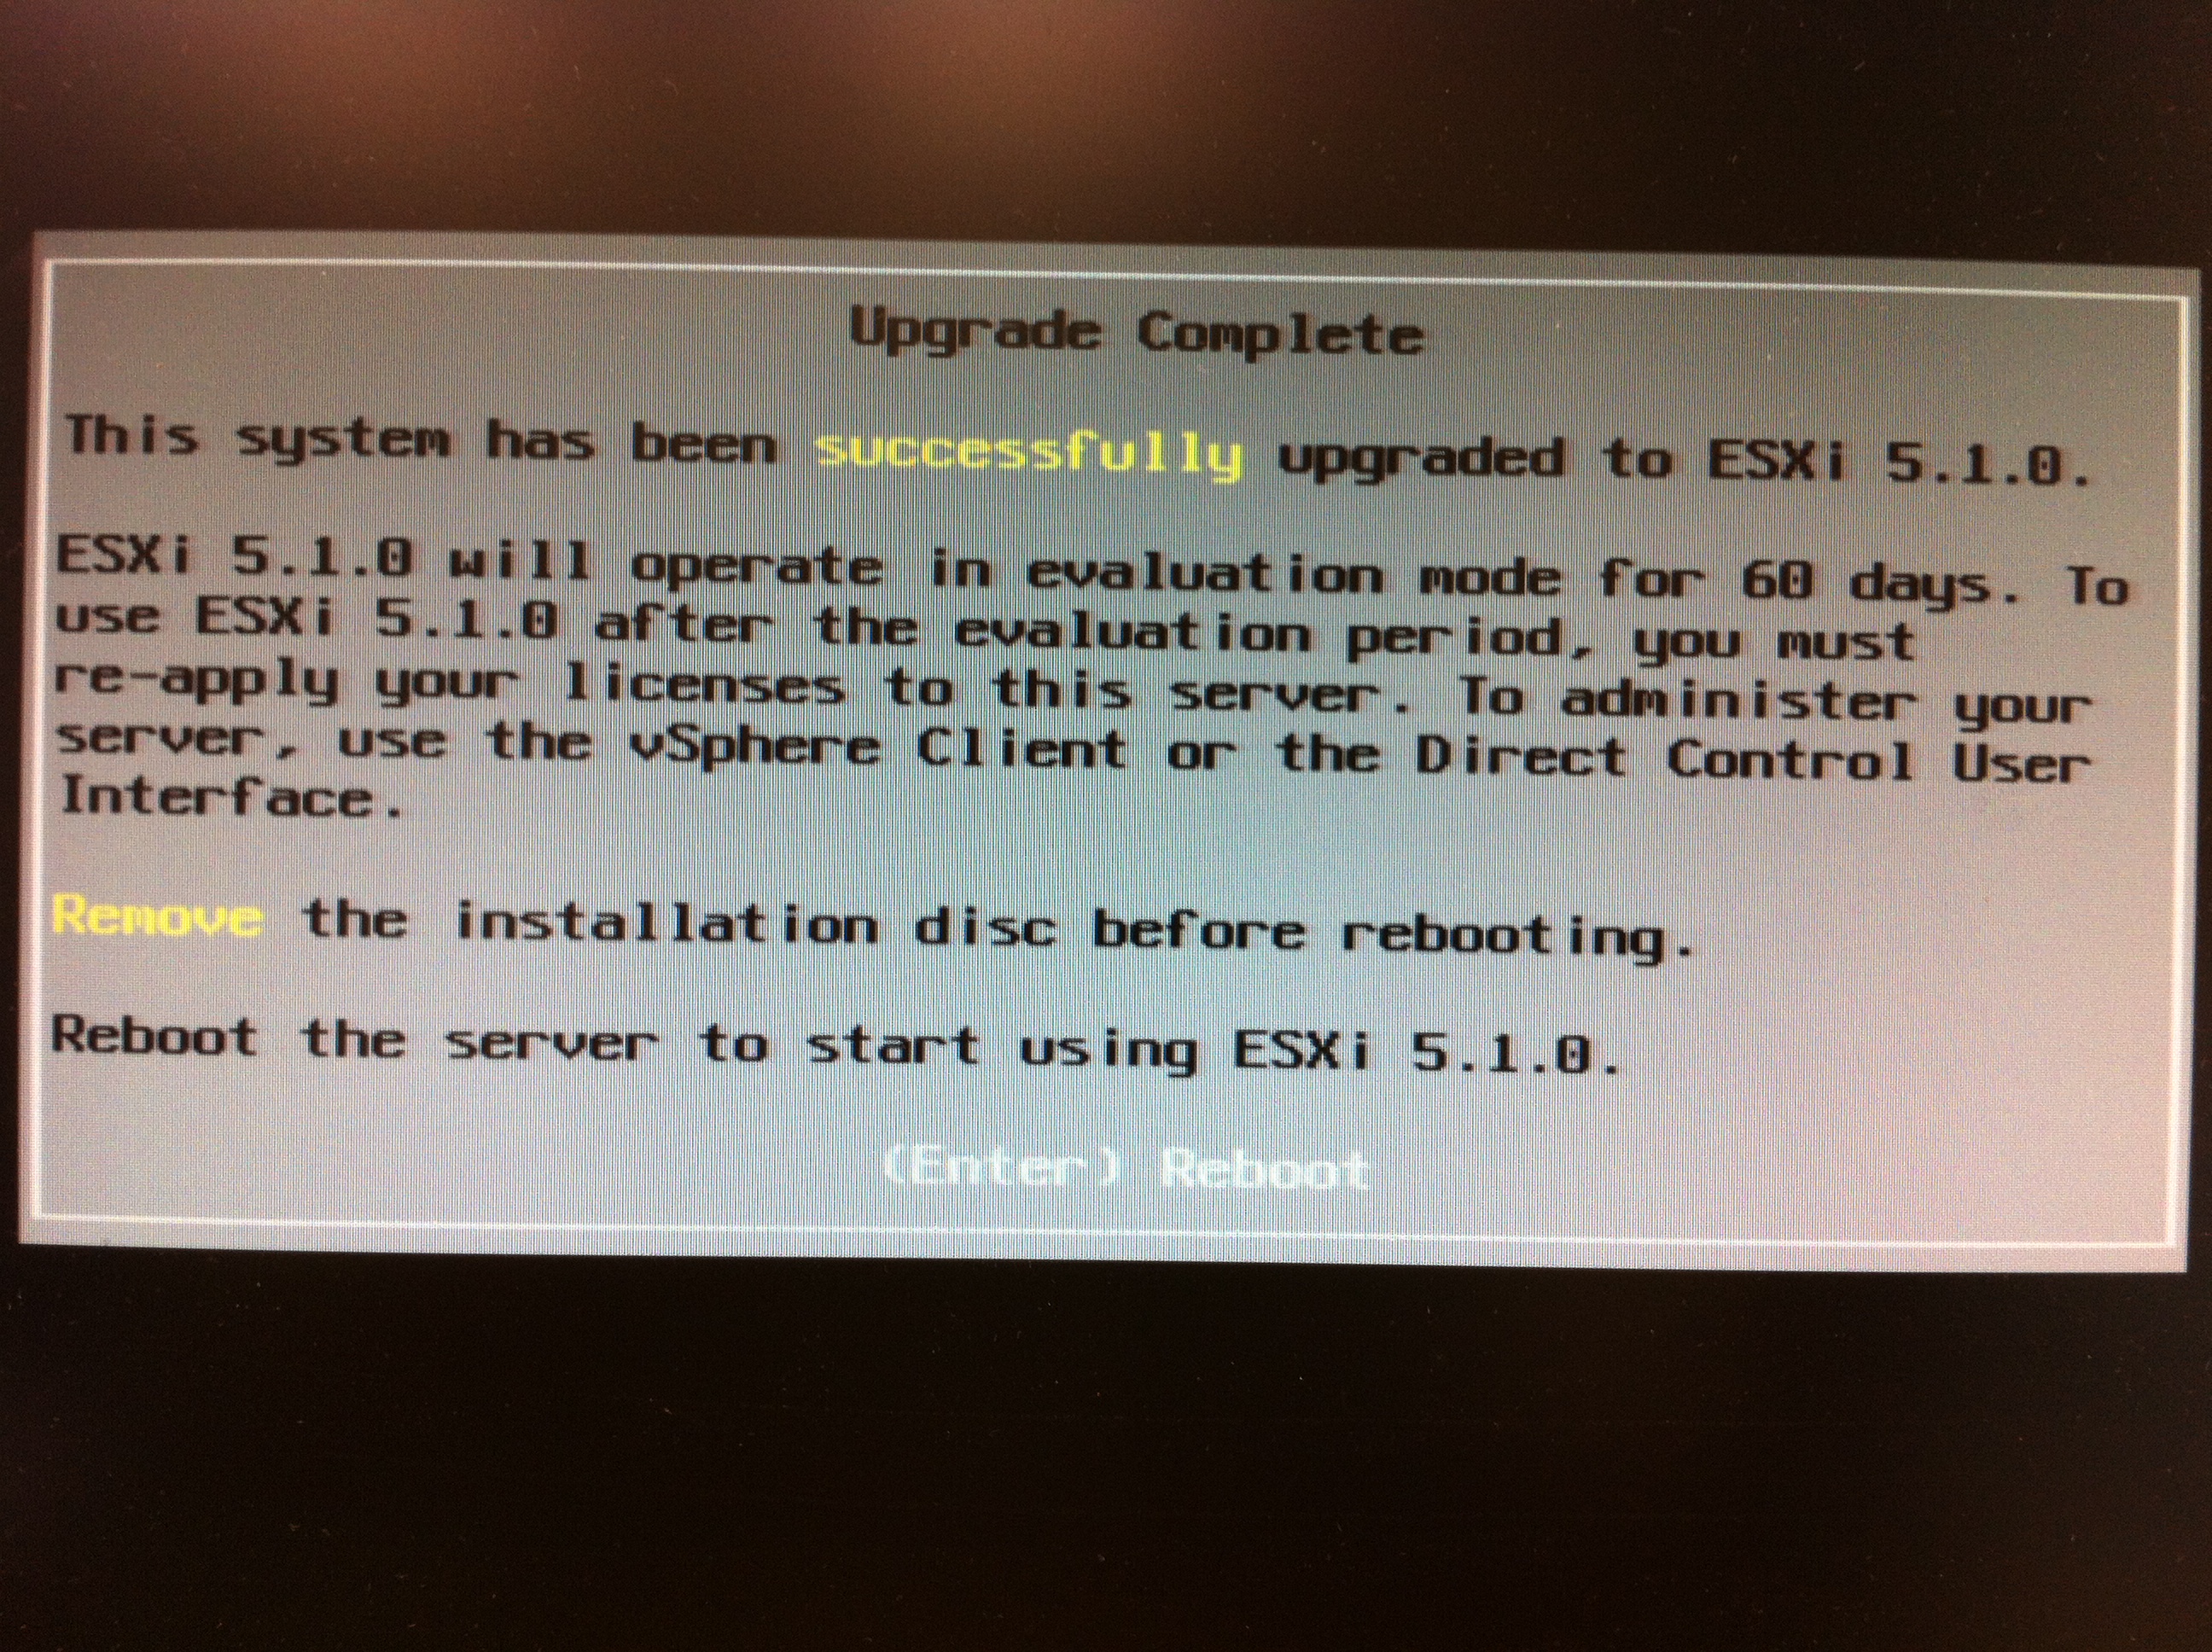 Upgrade Complete
This system has been successfully upgraded to ESXi 5.1.0.
ESXi 5.1.0 will operate in evaluation mode for 60 days. To
use ESXi 5.1.0 after the evaluation period, you must
re-apply your licenses to this server. To administer your
server, use the vSphere Client or the Direct Control User
Interface.
Remove the installation disc before rebooting.
Reboot the server to start using ESXi 5.1.0.
(Enter) Reboot